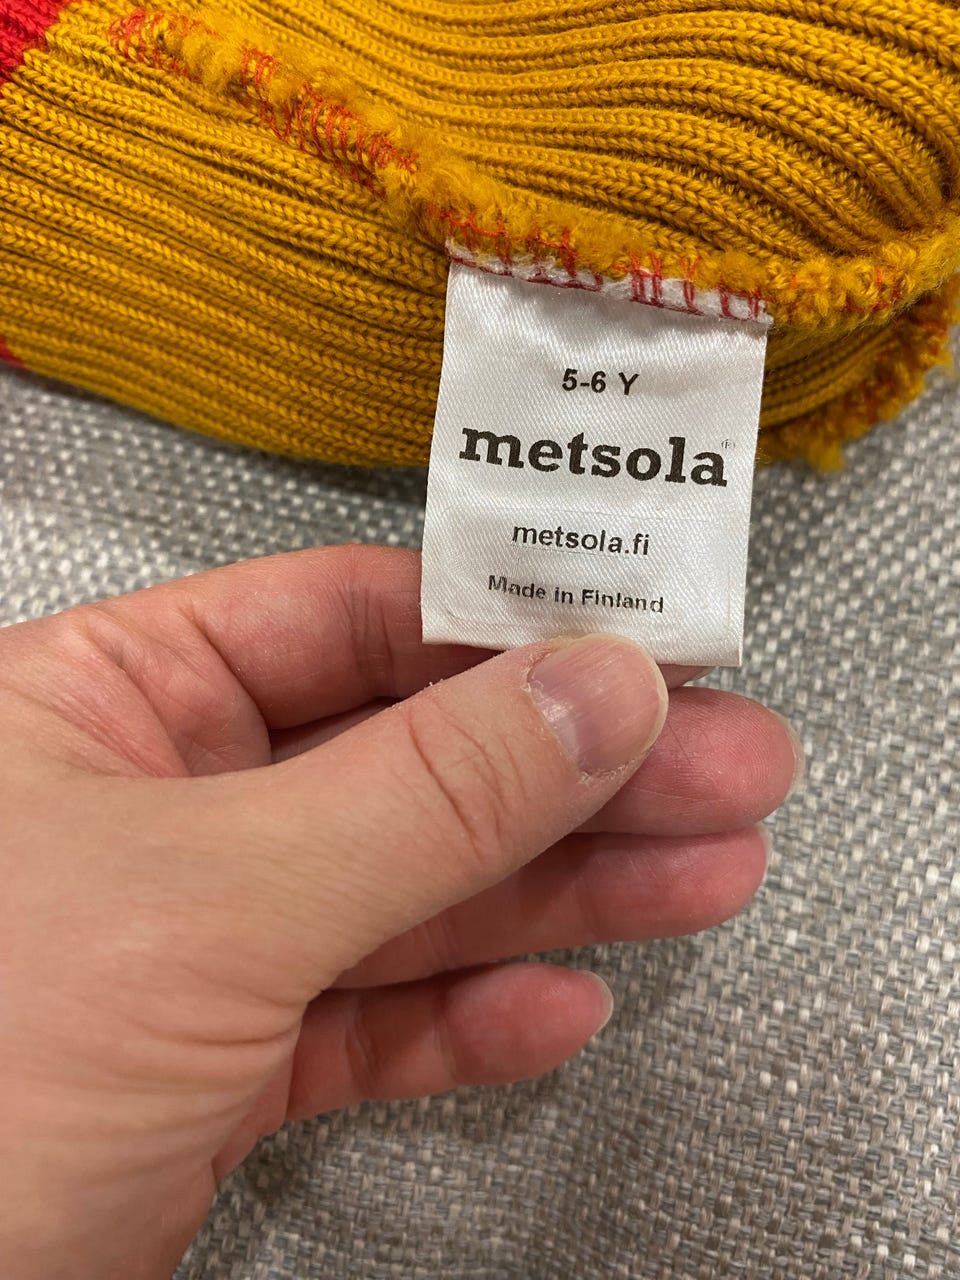 5-6 Y
metsola®
metsola.fi
Made in Finland